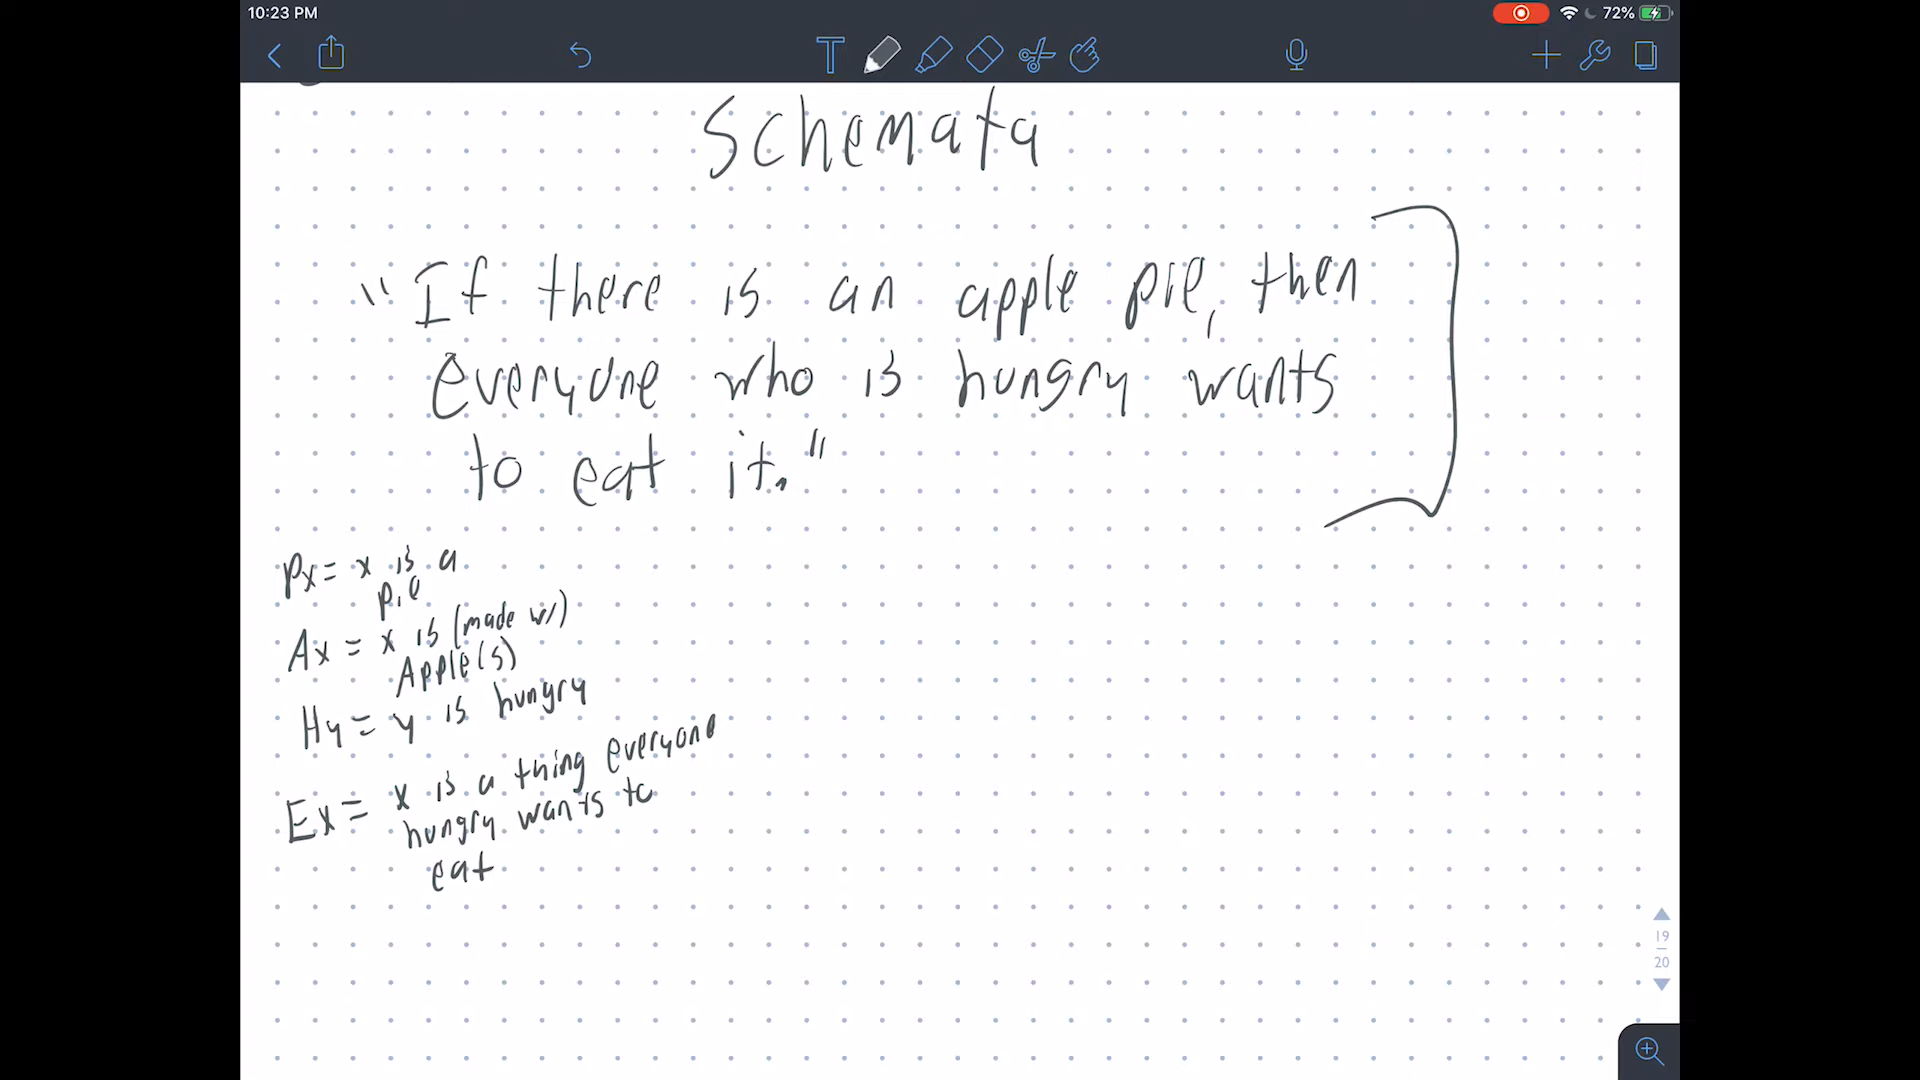 10:23 PM
72%
Schemata
"If there is an apple pie, then
everyone who is hungry wants
to eat it."
Px = x is a
pie
Ax = x is (made w/)
Apple(s)
Hy = y is hungry
Ex = x is a thing everyone
hungry wants to
eat
19
20